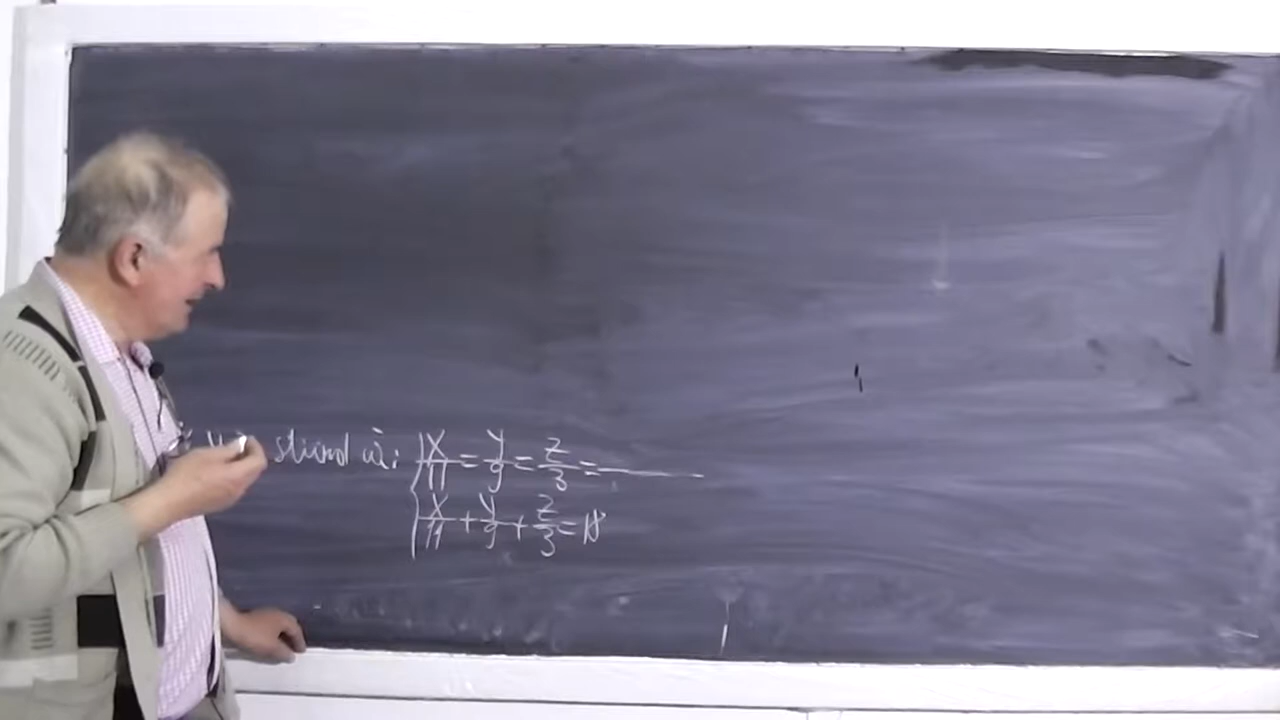 știind că: { x/11 = y/9 = z/3 =
x/11 + y/9 + z/3 = 18